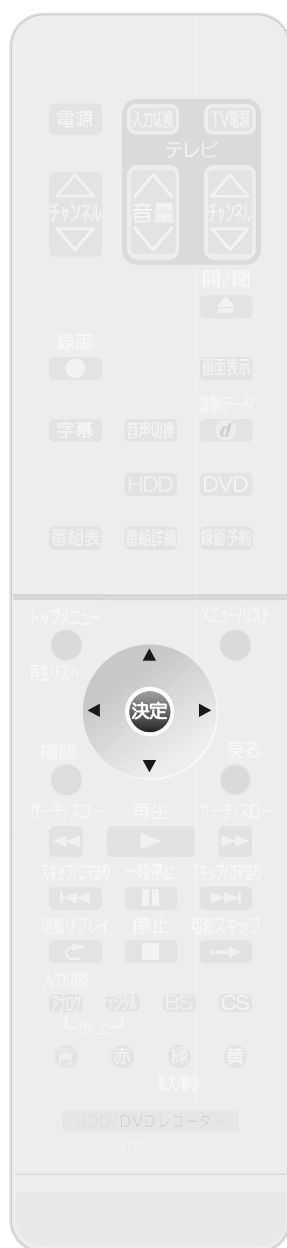 電源 入力切換 TV電源
テレビ
チャンネル 音量 チャンネル
開/閉
録画
画面表示
連動データ
字幕 音声切換 d
HDD DVD
番組表 番組詳細 録画予約
トップメニュー メニュー/リスト
再生リスト
決定
機能 戻る
サーチ/スロー 再生 サーチ/スロー
スキップ/コマ送り 一時停止 スキップ/コマ送り
可変リプレイ 停止 可変スキップ
入力切換
アナログ デジタル BS CS
地上
青 赤 緑 黄
拡大/縮小
HDD/DVDレコーダー